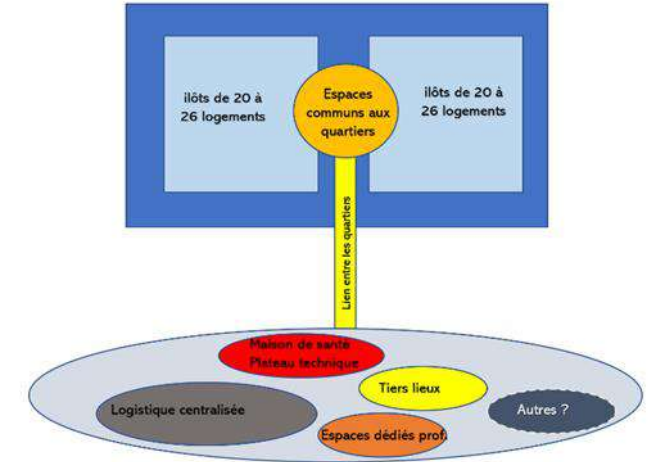 ilôts de 20 à
26 logements
Espaces
communs aux
quartiers
ilôts de 20 à
26 logements
Lien entre les quartiers
Maison de santé
Plateau technique
Tiers lieux
Logistique centralisée
Autres ?
Espaces dédiés prof.